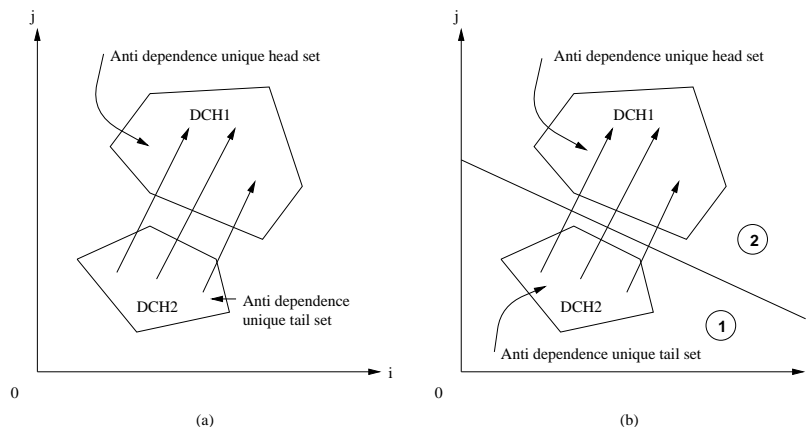 j
Anti dependence unique head set
DCH1
DCH2
Anti dependence
unique tail set
i
0
(a)
j
Anti dependence unique head set
DCH1
2
DCH2
1
Anti dependence unique tail set
0
(b)